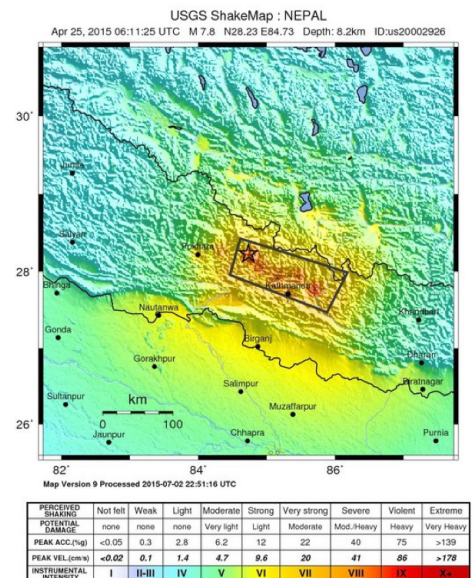 USGS ShakeMap : NEPAL
Apr 25, 2015 06:11:25 UTC M 7.8 N28.23 E84.73 Depth: 8.2km ID:us20002926
30˚
Jumla
Salyan
Pokhara
28˚
Kathmandu
Nautanwa
Gonda
Birganj
Dharan
Gorakhpur
Biratnagar
Salimpur
Sultanpur
km
Muzaffarpur
0 100
26˚
Jaunpur
Chhapra
Purnia
82˚ 84˚ 86˚
Map Version 9 Processed 2015-07-02 22:51:16 UTC
PERCEIVED SHAKING Not felt Weak Light Moderate Strong Very strong Severe Violent Extreme
POTENTIAL DAMAGE none none none Very light Light Moderate Mod./Heavy Heavy Very Heavy
PEAK ACC.(%g) <0.05 0.3 2.8 6.2 12 22 40 75 >139
PEAK VEL.(cm/s) <0.02 0.1 1.4 4.7 9.6 20 41 86 >178
INSTRUMENTAL INTENSITY I II-III IV V VI VII VIII IX X+